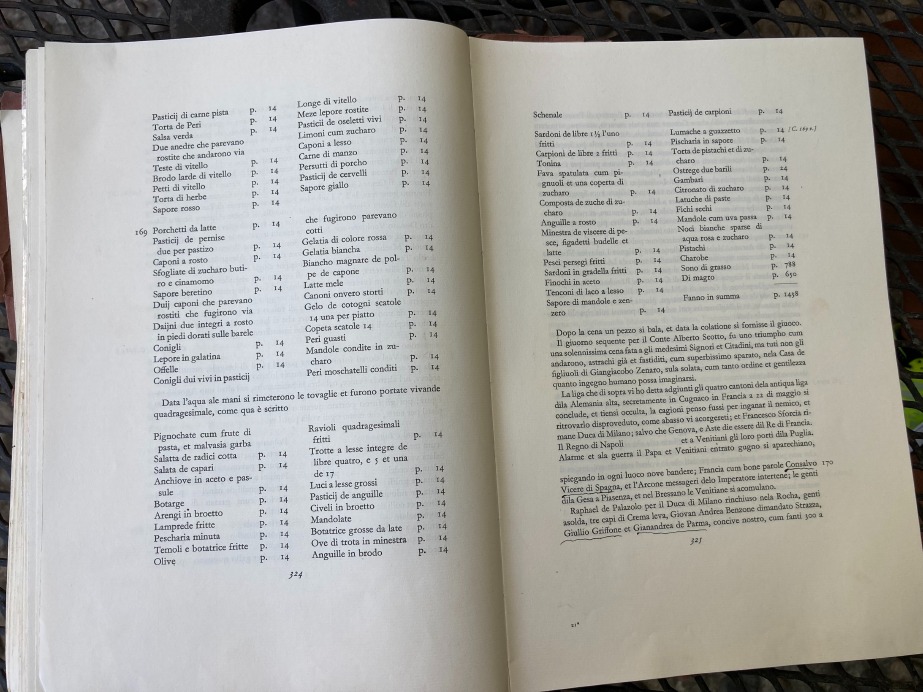 Pasticij di carne pista p. 14
Torta de Peri p. 14
Salsa verda p. 14
Due andre che parevano
rostite che andarono via p. 14
Teste di vitello p. 14
Brodo larde di vitello p. 14
Petti di vitello p. 14
Torta di herbe p. 14
Sapore rosso p. 14
Longe di vitello p. 14
Meze lepore rostite p. 14
Pasticii de oseletti vivi p. 14
Limoni cum zucharo p. 14
Caponi a lesso p. 14
Carne di manzo p. 14
Persutti di porcho p. 14
Pasticij di cervelli p. 14
Sapore giallo p. 14
169 Porchetti da latte p. 14
Pasticij de pernise
due per pastizo p. 14
Caponi a rosto p. 14
Sfogliate di zucharo buti-
ro e cinamomo p. 14
Sapore beretino p. 14
Duij caponi che parevano
rostiti che fugirono via p. 14
Daijni due integri a rosto
in piedi dorati sulle barele
Conigli p. 14
Lepore in galatina p. 14
Offelle p. 14
Conigli dui vivi in pasticij
che fugirono parevano
cotti p. 14
Gelatia di colore rossa p. 14
Gelatia biancha p. 14
Biancho magnare de pol-
pe de capone p. 14
Latte mele p. 14
Canoni onvero storti p. 14
Gelo de cotogni scatole
14 una per piatto p. 14
Copeta scatole 14 p. 14
Peri guasti p. 14
Mandole condite in zu-
charo p. 14
Peri moschatelli conditi p. 14
Data l'aqua ale mani si rimeterono le tovaglie et furono portate vivande
quadragesimale, come qua è scritto
Pignochate cum frute di
pasta, et malvasia garba p. 14
Salatta de radici cotta p. 14
Salata de capari p. 14
Anchiove in aceto e pas-
sule p. 14
Botarge p. 14
Arengi in broetto p. 14
Lamprede fritte p. 14
Pescharia minuta p. 14
Temoli e botatrice fritte p. 14
Olive p. 14
Ravioli quadragesimali
fritti p. 14
Trotte a lesse integre de
libre quatro, e 5 et una
de 17 p. 14
Luci a lesse grossi p. 14
Pasticij de anguille p. 14
Civeli in broetto p. 14
Mandolate p. 14
Botatrice grosse da late p. 14
Ove di trota in minestra p. 14
Anguille in brodo p. 14
324
Schenale p. 14
Pasticij de carpioni p. 14
Sardoni de libre 1 ½ l'uno
fritti p. 14
Carpioni de libre 2 fritti p. 14
Tonina p. 14
Fava spatulata cum pi-
gnuoli et una coperta di
zucharo p. 14
Composta de zuche di zu-
charo p. 14
Anguille a rosto p. 14
Minestra de viscere di pe-
sce, figadetti budelle et
latte p. 14
Pesci persegi fritti p. 14
Sardoni in gradella fritti p. 14
Finochi in aceto p. 14
Tenconi di laco a lesso p. 14
Sapore di mandole e zen-
zero p. 14
Lumache a guazzetto p. 14 [C. 169 v.]
Pischaria in sapore p. 14
Torta de pistachi et di zu-
charo p. 14
Ostrege due barili p. 14
Gambari p. 14
Citronato di zucharo p. 14
Latuche di paste p. 14
Fichi sechi p. 14
Mandole cum uva passa p. 14
Noci bianche sparse di
aqua rosa e zucharo p. 14
Pistachi p. 14
Charobe p. 14
Sono di grasso p. 788
Di magro p. 650
Fanno in summa p. 1438
Dopo la cena un pezzo si bala, et data la colatione si fornisse il giuoco.
Il giuorno sequente per il Conte Alberto Scotto, fu uno triumpho cum
una solennissima cena fata a gli medesimi Signori et Citadini, ma tuti non gli
andarono, astrachi già et fastiditi, cum superbissimo aparato, nela Casa de
figliuoli di Giangiacobo Zenaro, sula solata, cum tanto ordine et gentilezza
quanto ingegno humano possa imaginarsi.
La liga che di sopra vi ho detta adgiunti gli quatro cantoni dela antiqua liga
dila Alemania alta, secretamente in Cugnaco in Francia a 22 di maggio si
conclude, et tiensi occulta, la cagioni penso fussi per inganar il nemico, et
ritrovarlo disproveduto, come abasso vi acorgereti; et Francesco Sforcia ri-
mane Duca di Milano; salvo che Genova, e Aste die essere dil Re di Francia.
Il Regno di Napoli et a Venitiani gli loro porti dila Puglia.
Alarme et ala guerra il Papa et Venitiani entrato gugno si aparechiano,
spiegando in ogni luoco nove bandere; Francia cum bone parole Consalvo 170
Vicere di Spagna, et l'Arcone messagero delo Imperatore intertene; le genti
dila Gesa a Piasenza, et nel Bressano le Venitiane si acomulano.
Raphael de Palazolo per il Duca di Milano rinchiuso nela Rocha, genti
asolda, tre capi di Crema leva, Giovan Andrea Benzone dimandato Strazza,
Giullio Griffone et Gianandrea de Parma, concive nostro, cum fanti 500 a
325
21*